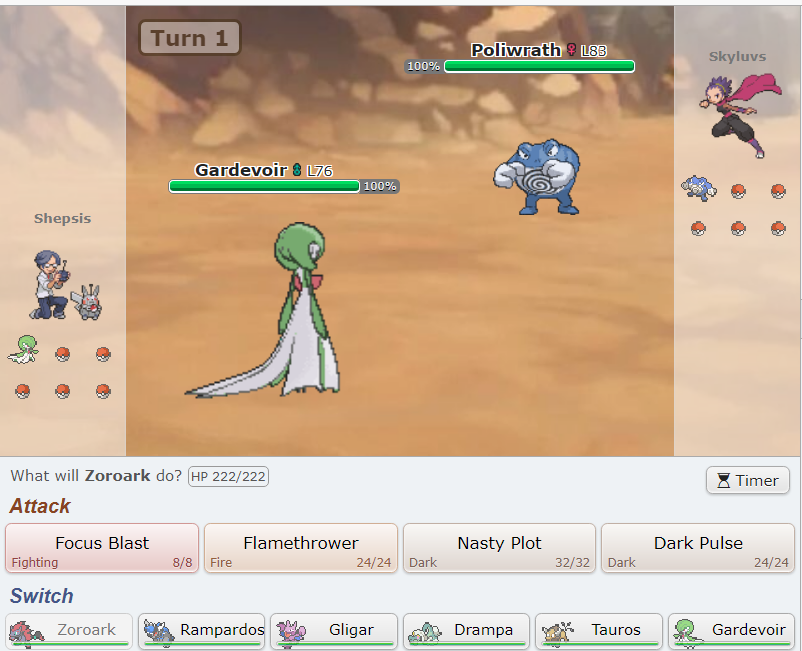 Turn 1
Poliwrath L83
100%
Skyluvs
Gardevoir L76
100%
Shepsis
What will Zoroark do? HP 222/222
Timer
Attack
Focus Blast
Fighting 8/8
Flamethrower
Fire 24/24
Nasty Plot
Dark 32/32
Dark Pulse
Dark 24/24
Switch
Zoroark
Rampardos
Gligar
Drampa
Tauros
Gardevoir